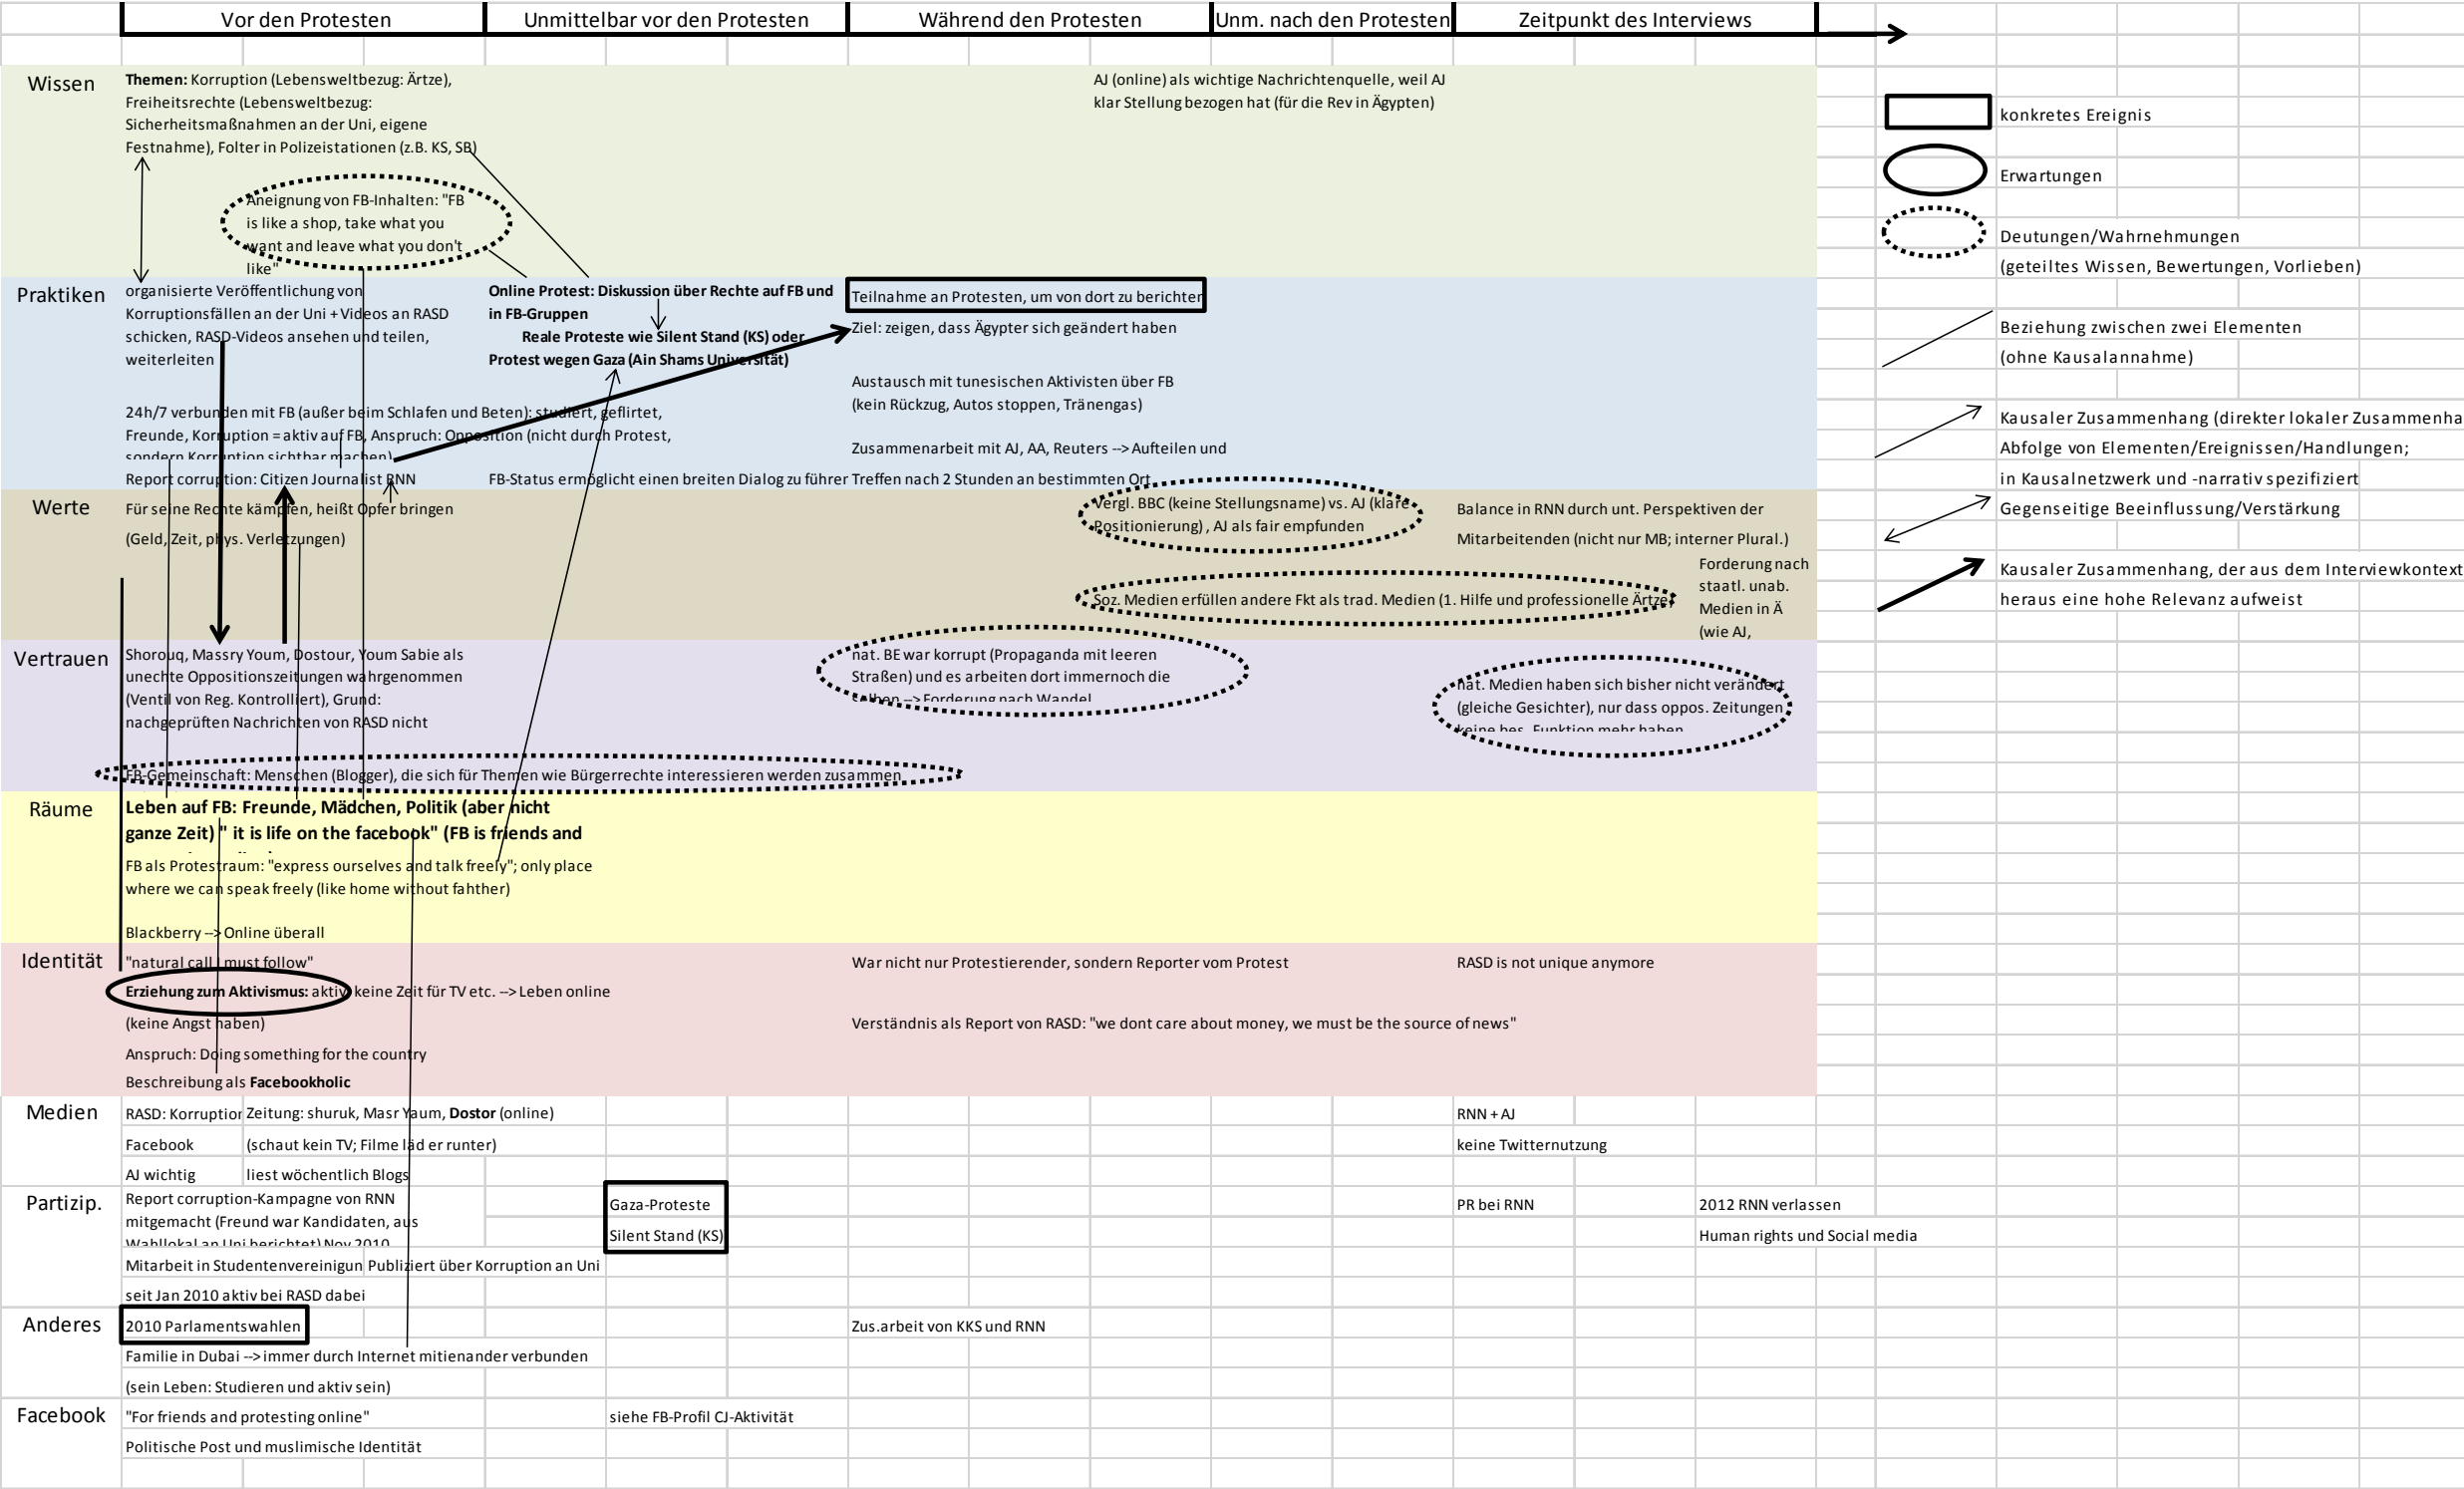 Vor den Protesten
Unmittelbar vor den Protesten
Während den Protesten
Unm. nach den Protesten
Zeitpunkt des Interviews
Wissen
Themen: Korruption (Lebensweltbezug: Ärtze),
Freiheitsrechte (Lebensweltbezug:
Sicherheitsmaßnahmen an der Uni, eigene
Festnahme), Folter in Polizeistationen (z.B. KS, SB)
AJ (online) als wichtige Nachrichtenquelle, weil AJ
klar Stellung bezogen hat (für die Rev in Ägypten)
Aneignung von FB-Inhalten: "FB
is like a shop, take what you
want and leave what you don't
like"
Praktiken
organisierte Veröffentlichung von
Korruptionsfällen an der Uni + Videos an RASD
schicken, RASD-Videos ansehen und teilen,
weiterleiten
24h/7 verbunden mit FB (außer beim Schlafen und Beten): studiert, geflirtet,
Freunde, Korruption = aktiv auf FB, Anspruch: Opposition (nicht durch Protest,
sondern Korruption sichtbar machen)
Report corruption: Citizen Journalist RNN
Online Protest: Diskussion über Rechte auf FB und
in FB-Gruppen
Reale Proteste wie Silent Stand (KS) oder
Protest wegen Gaza (Ain Shams Universität)
FB-Status ermöglicht einen breiten Dialog zu führer
Teilnahme an Protesten, um von dort zu berichten
Ziel: zeigen, dass Ägypter sich geändert haben
Austausch mit tunesischen Aktivisten über FB
(kein Rückzug, Autos stoppen, Tränengas)
Zusammenarbeit mit AJ, AA, Reuters --> Aufteilen und
Treffen nach 2 Stunden an bestimmten Ort
Werte
Für seine Rechte kämpfen, heißt Opfer bringen
(Geld, Zeit, phys. Verletzungen)
Vergl. BBC (keine Stellungsname) vs. AJ (klare
Positionierung) , AJ als fair empfunden
Soz. Medien erfüllen andere Fkt als trad. Medien (1. Hilfe und professionelle Ärtze)
Balance in RNN durch unt. Perspektiven der
Mitarbeitenden (nicht nur MB; interner Plural.)
Forderung nach
staatl. unab.
Medien in Ä
(wie AJ,
Vertrauen
Shorouq, Massry Youm, Dostour, Youm Sabie als
unechte Oppositionszeitungen wahrgenommen
(Ventil von Reg. Kontrolliert), Grund:
nachgeprüften Nachrichten von RASD nicht
FB-Gemeinschaft: Menschen (Blogger), die sich für Themen wie Bürgerrechte interessieren werden zusammen
nat. BE war korrupt (Propaganda mit leeren
Straßen) und es arbeiten dort immernoch die
Selben --> Forderung nach Wandel
nat. Medien haben sich bisher nicht verändert
(gleiche Gesichter), nur dass oppos. Zeitungen
keine bes. Funktion mehr haben
Räume
Leben auf FB: Freunde, Mädchen, Politik (aber nicht
ganze Zeit) " it is life on the facebook" (FB is friends and
FB als Protestraum: "express ourselves and talk freely"; only place
where we can speak freely (like home without fahther)
Blackberry --> Online überall
Identität
"natural call I must follow"
Erziehung zum Aktivismus: aktiv, keine Zeit für TV etc. --> Leben online
(keine Angst haben)
Anspruch: Doing something for the country
Beschreibung als Facebookholic
War nicht nur Protestierender, sondern Reporter vom Protest
Verständnis als Report von RASD: "we dont care about money, we must be the source of news"
RASD is not unique anymore
Medien
RASD: Korruption
Zeitung: shuruk, Masr Yaum, Dostor (online)
RNN + AJ
Facebook
(schaut kein TV; Filme läd er runter)
keine Twitternutzung
AJ wichtig
liest wöchentlich Blogs
Partizip.
Report corruption-Kampagne von RNN
mitgemacht (Freund war Kandidaten, aus
Wahllokal an Uni berichtet) Nov 2010
Gaza-Proteste
Silent Stand (KS)
PR bei RNN
2012 RNN verlassen
Human rights und Social media
Mitarbeit in Studentenvereinigun
Publiziert über Korruption an Uni
seit Jan 2010 aktiv bei RASD dabei
Anderes
2010 Parlamentswahlen
Zus.arbeit von KKS und RNN
Familie in Dubai --> immer durch Internet mitienander verbunden
(sein Leben: Studieren und aktiv sein)
Facebook
"For friends and protesting online"
siehe FB-Profil CJ-Aktivität
Politische Post und muslimische Identität
konkretes Ereignis
Erwartungen
Deutungen/Wahrnehmungen
(geteiltes Wissen, Bewertungen, Vorlieben)
Beziehung zwischen zwei Elementen
(ohne Kausalannahme)
Kausaler Zusammenhang (direkter lokaler Zusammenha
Abfolge von Elementen/Ereignissen/Handlungen;
in Kausalnetzwerk und -narrativ spezifiziert
Gegenseitige Beeinflussung/Verstärkung
Kausaler Zusammenhang, der aus dem Interviewkontext
heraus eine hohe Relevanz aufweist